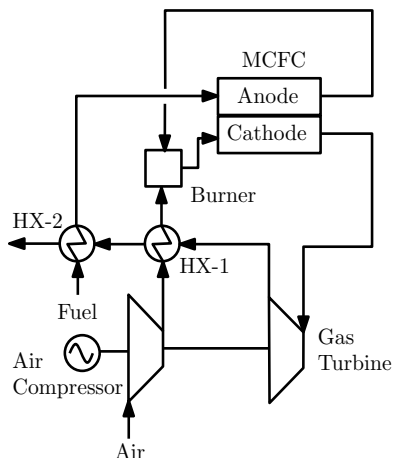 MCFC
Anode
Cathode
Burner
HX-2
HX-1
Fuel
Gas
Turbine
Air
Compressor
Air